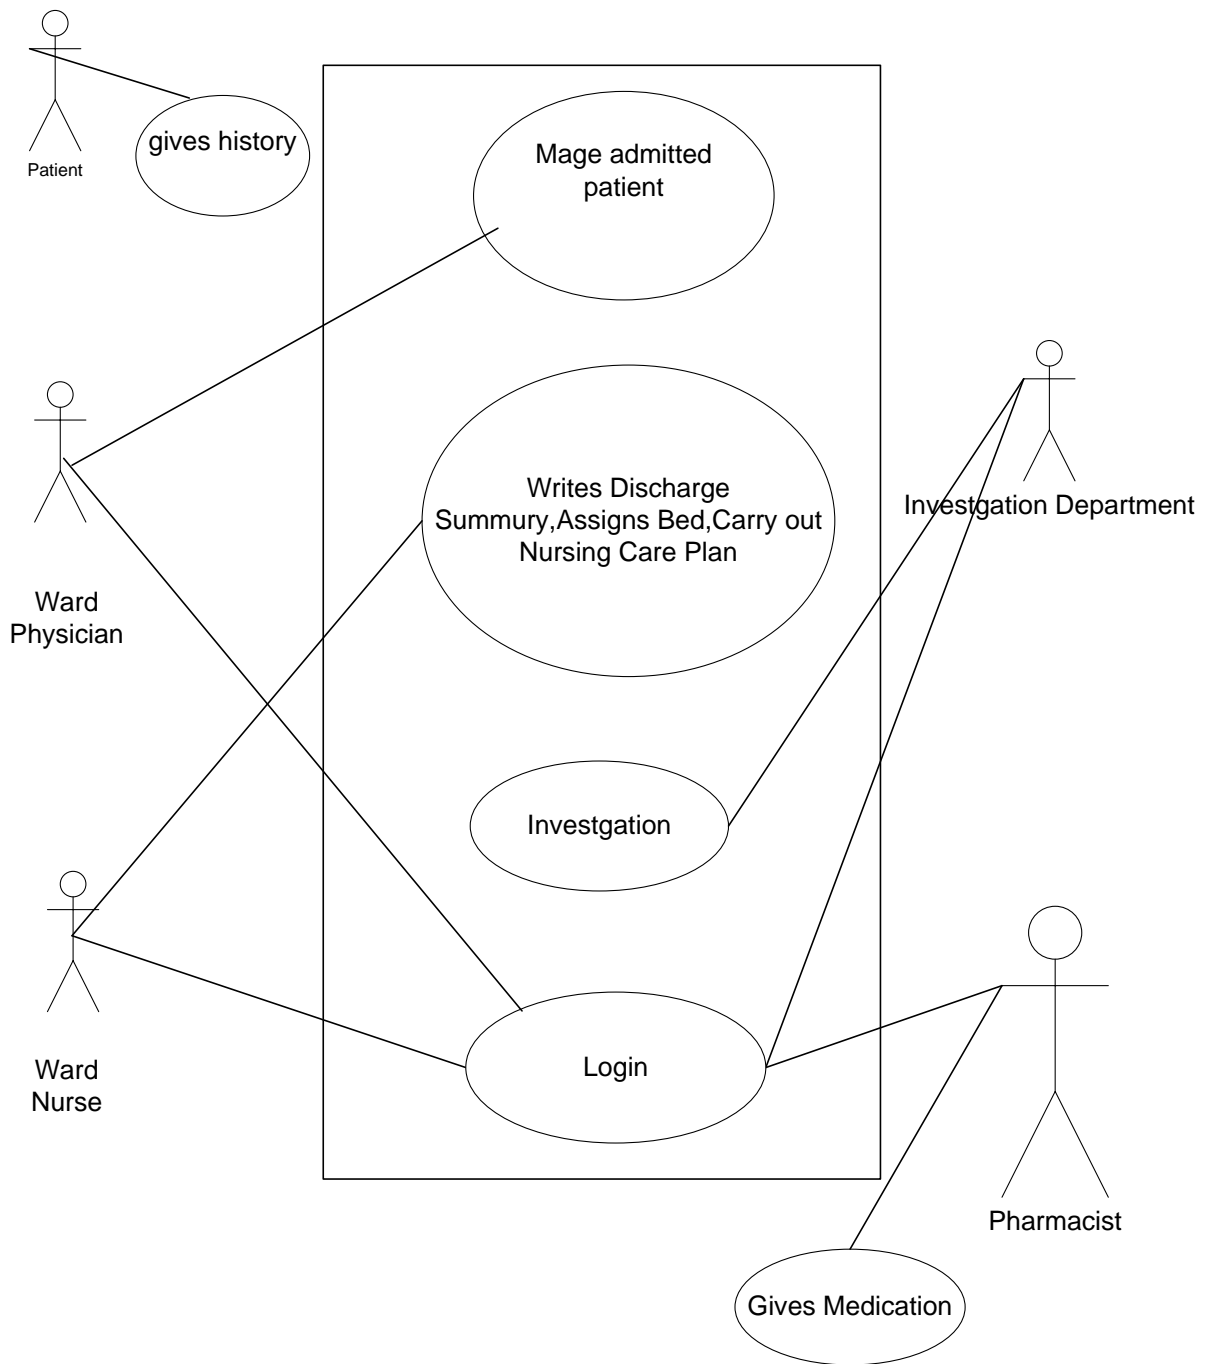 gives history
Patient
Mage admitted
patient
Writes Discharge
Summury,Assigns Bed,Carry out
Nursing Care Plan
Investgation Department
Ward
Physician
Investgation
Login
Ward
Nurse
Pharmacist
Gives Medication